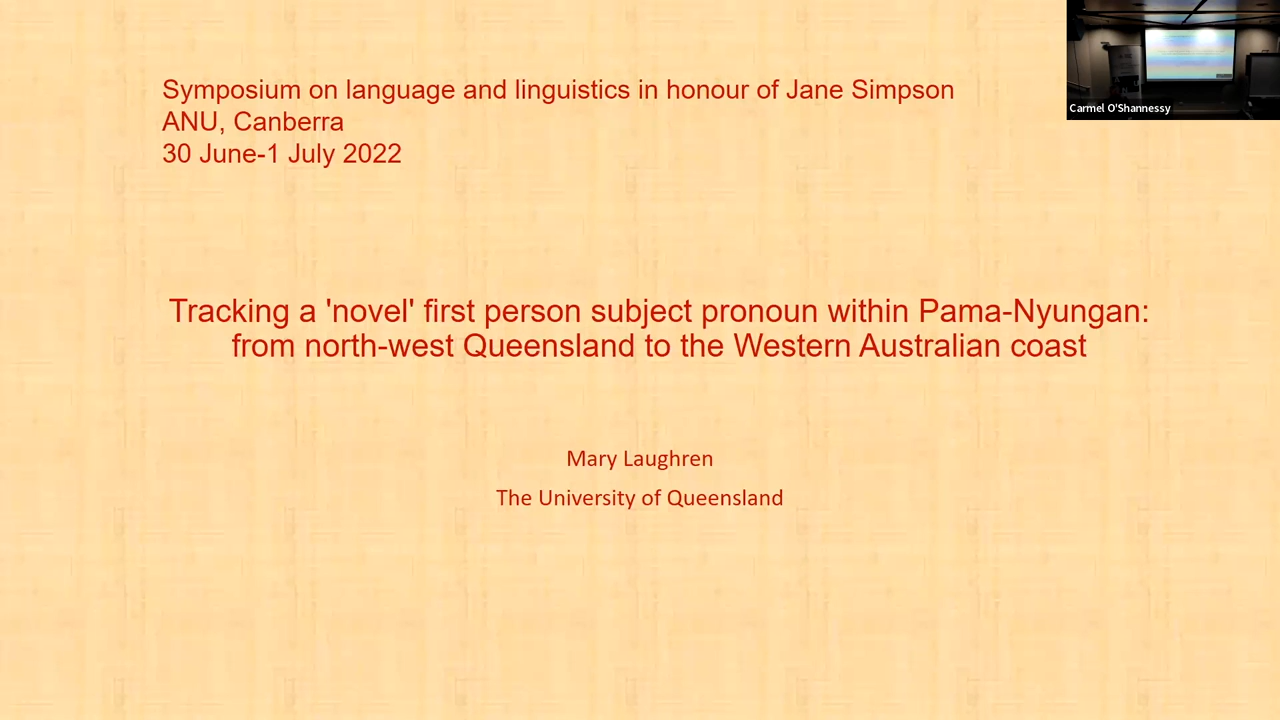 Symposium on language and linguistics in honour of Jane Simpson
ANU, Canberra
30 June-1 July 2022
Carmel O'Shannessy
Tracking a 'novel' first person subject pronoun within Pama-Nyungan:
from north-west Queensland to the Western Australian coast
Mary Laughren
The University of Queensland